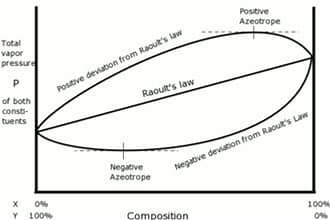 Positive
Azeotrope
Total
vapor
pressure
P
of both
consti-
tuents
Positive deviation from Raoult's law
Raoult's law
Negative deviation from Raoult's Law
Negative
Azeotrope
X 0% 100%
Y 100% Composition 0%